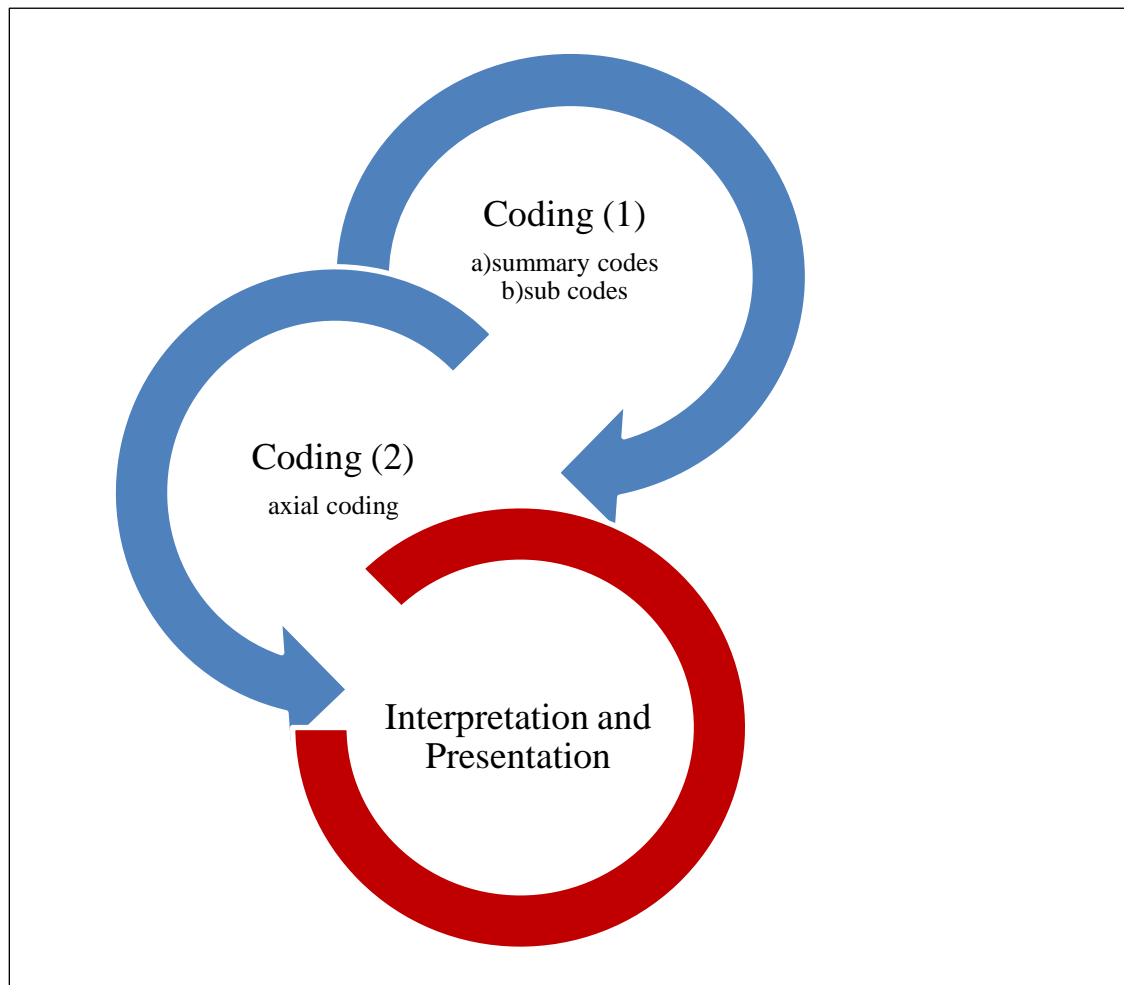 Coding (1)
a)summary codes
b)sub codes
Coding (2)
axial coding
Interpretation and
Presentation